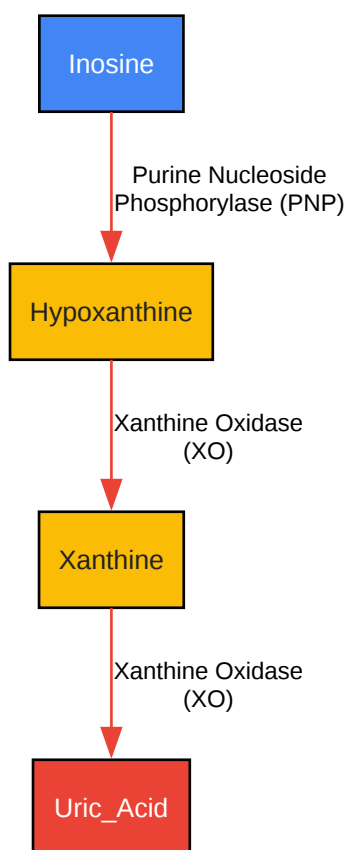 Inosine
Purine Nucleoside
Phosphorylase (PNP)
Hypoxanthine
Xanthine Oxidase
(XO)
Xanthine
Xanthine Oxidase
(XO)
Uric_Acid